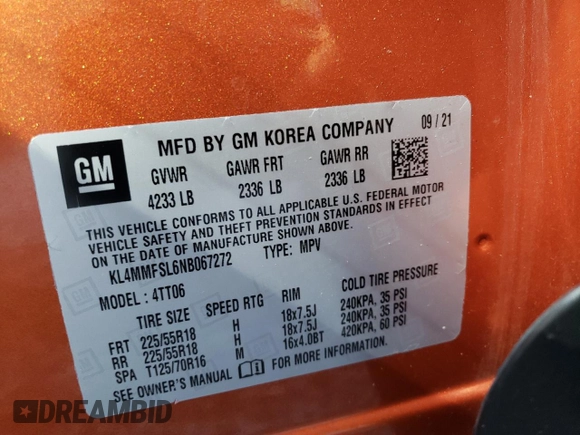 GM
MFD BY GM KOREA COMPANY 09 / 21
GVWR GAWR FRT GAWR RR
4233 LB 2336 LB 2336 LB
THIS VEHICLE CONFORMS TO ALL APPLICABLE U.S. FEDERAL MOTOR
VEHICLE SAFETY AND THEFT PREVENTION STANDARDS IN EFFECT
ON THE DATE OF MANUFACTURE SHOWN ABOVE.
KL4MMFSL6NB067272 TYPE: MPV
MODEL : 4TT06
TIRE SIZE SPEED RTG RIM COLD TIRE PRESSURE
FRT 225/55R18 H 18x7.5J 240KPA, 35 PSI
RR 225/55R18 H 18x7.5J 240KPA, 35 PSI
SPA T125/70R16 M 16x4.0BT 420KPA, 60 PSI
SEE OWNER'S MANUAL FOR MORE INFORMATION.
DREAMBID